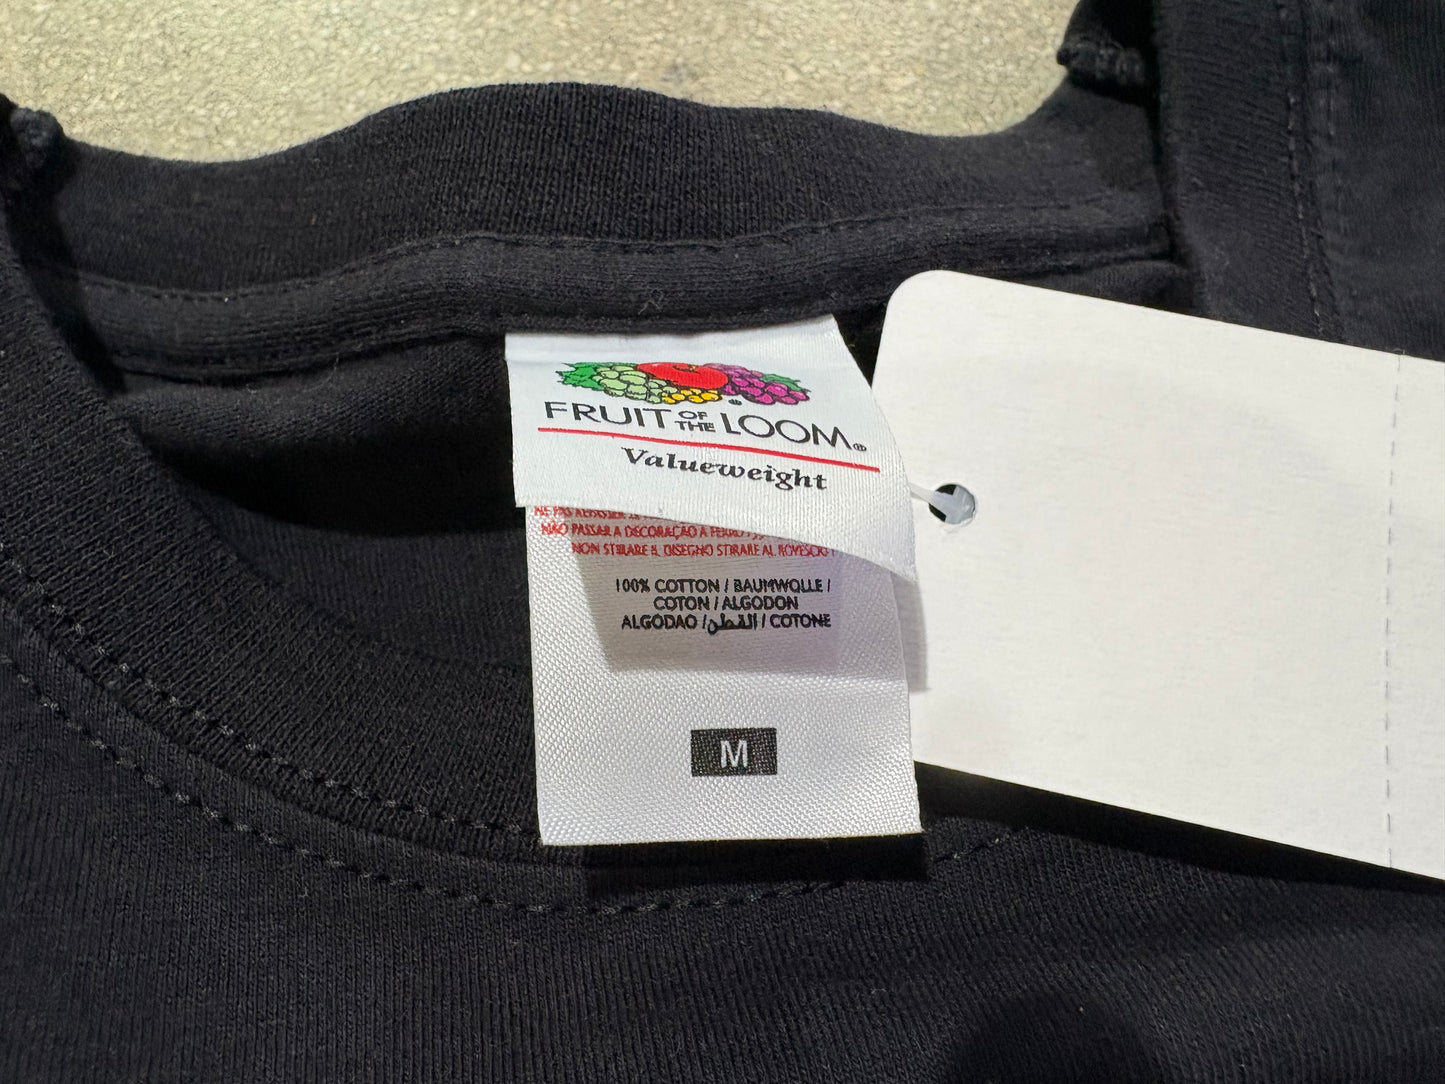 FRUIT OF THE LOOM®
Valueweight
NÃO PASSAR A DECORAÇÃO A FERRO
NON STIRARE IL DISEGNO STIRARE AL ROVESCIO
100% COTTON / BAUMWOLLE /
COTON / ALGODON
ALGODAO / القطن / COTONE
M